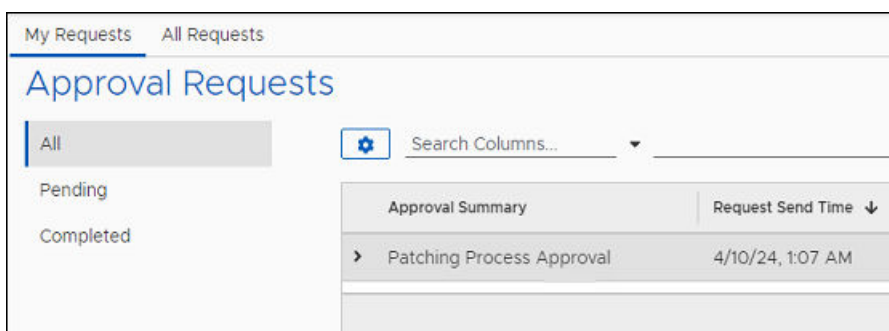 My Requests All Requests
Approval Requests
All
Pending
Completed
Search Columns...
Approval Summary Request Send Time
Patching Process Approval 4/10/24, 1:07 AM